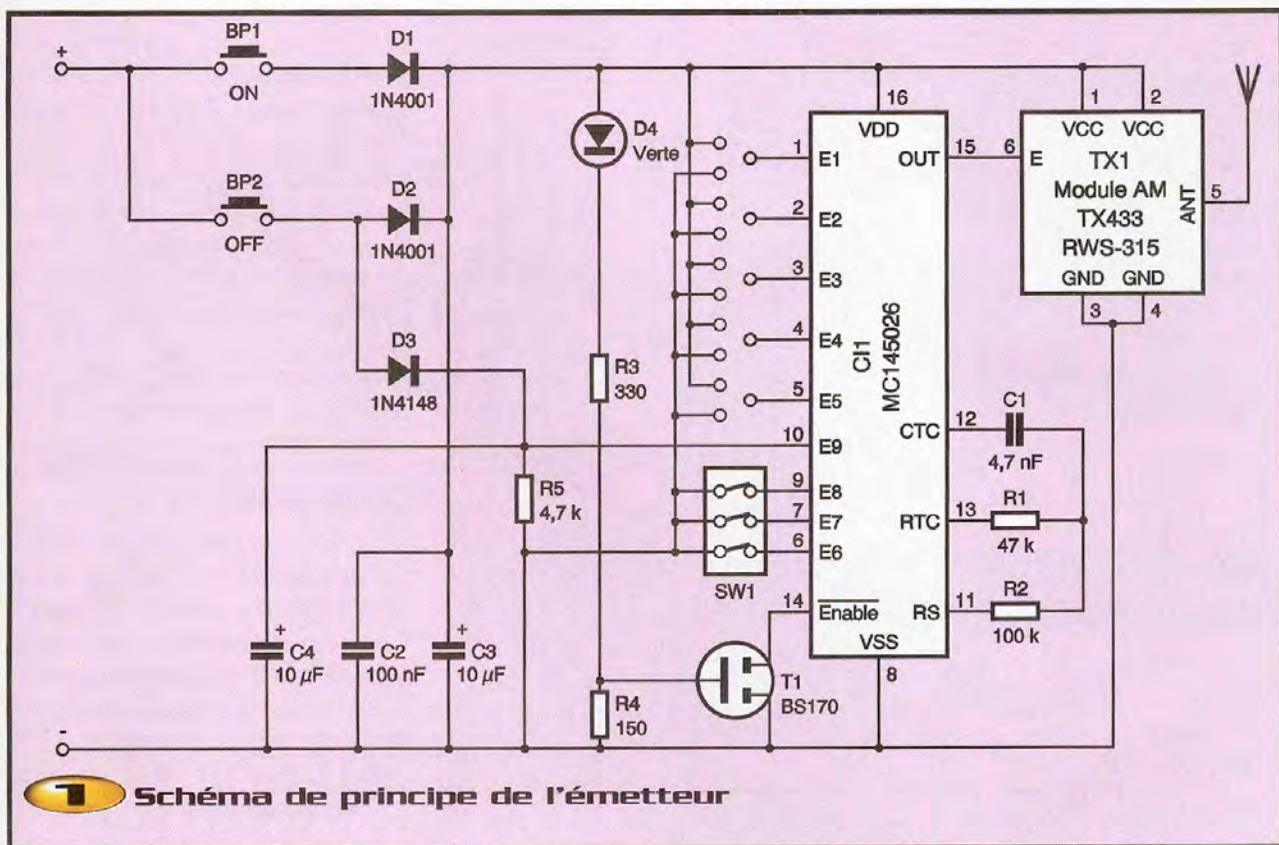 BP1
ON
D1
1N4001
+
BP2
OFF
D2
1N4001
D3
1N4148
D4
Verte
R3
330
R5
4,7 k
R4
150
+
C4
10 µF
C2
100 nF
+
C3
10 µF
-
16
VDD
1
E1
2
E2
3
E3
4
E4
5
E5
10
E9
9
E8
7
E7
6
E6
SW1
14
Enable
CI1
MC145026
OUT
15
CTC
12
RTC
13
RS
11
VSS
8
T1
BS170
C1
4,7 nF
R1
47 k
R2
100 k
1
2
VCC
VCC
6
E
TX1
Module AM
TX433
RWS-315
ANT
5
GND
GND
3
4
1 Schéma de principe de l'émetteur